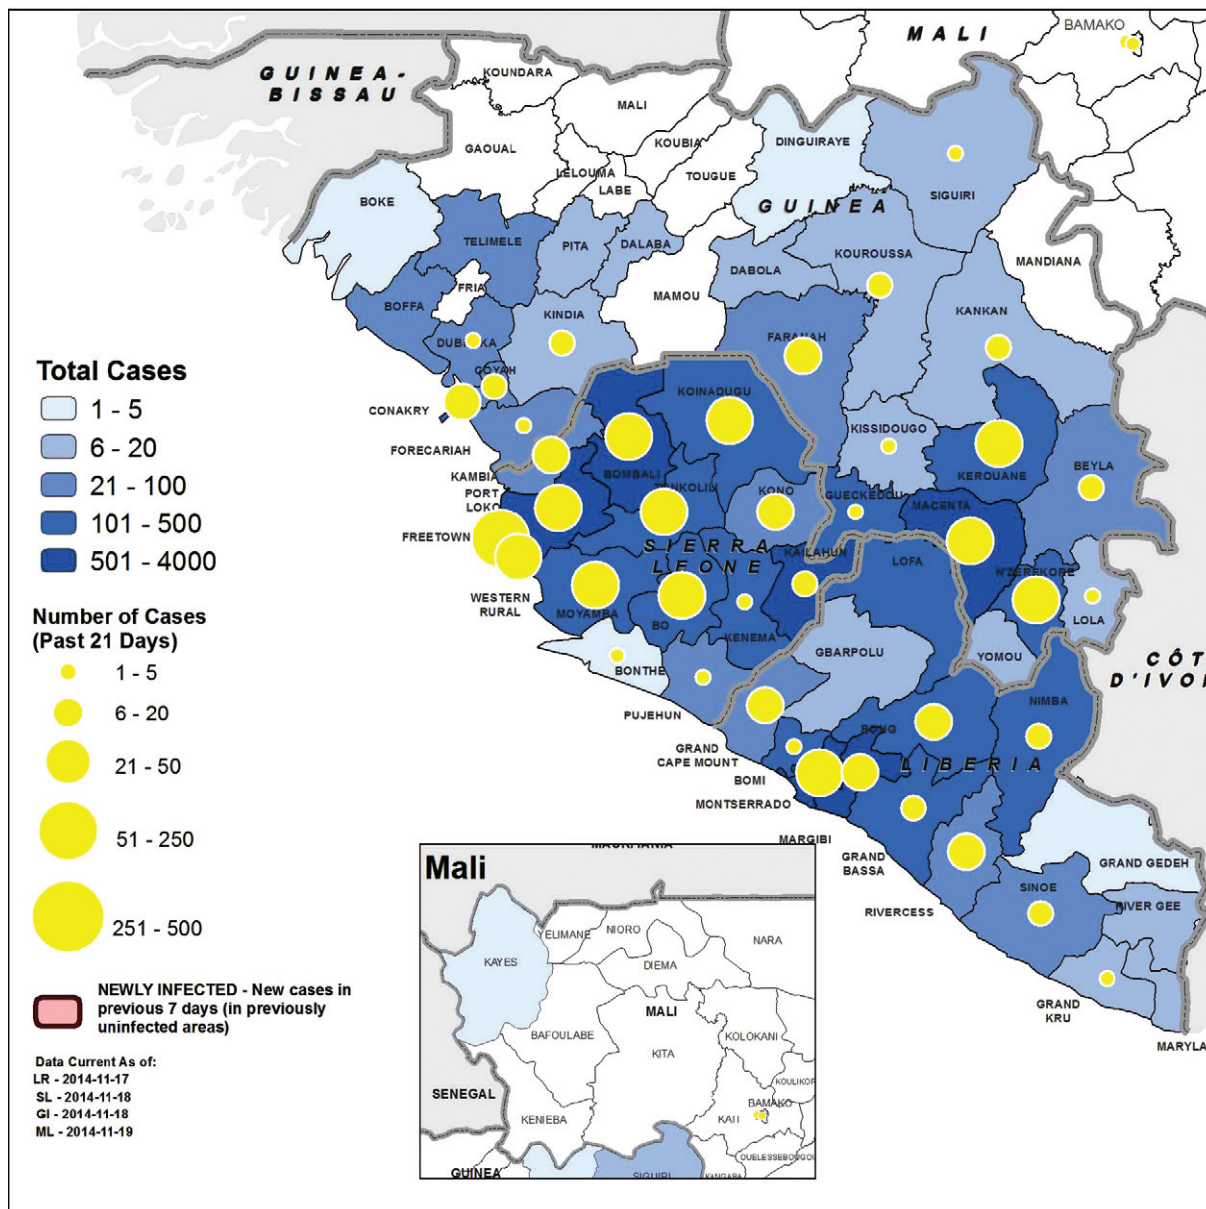 MALI
BAMAKO
GUINEA-
BISSAU
KOUNDARA
MALI
KOUBIA
DINGUIRAYE
GAOUAL
LELOUMA
LABE
TOUGUE
SIGUIRI
BOKE
GUINEA
TELIMELE
PITA
DALABA
KOUROUSSA
MANDIANA
DABOLA
FRIA
MAMOU
BOFFA
KINDIA
KANKAN
FARANAH
DUBREKA
COYAH
Total Cases
1 - 5
6 - 20
21 - 100
101 - 500
501 - 4000
KOINADUGU
CONAKRY
KISSIDOUGO
FORECARIAH
BEYLA
KAMBIA
BOMBALI
KEROUANE
TONKOLILI
KONO
GUECKEDOU
PORT
LOKO
MACENTA
FREETOWN
SIERRA
LEONE
KAILAHUN
LOFA
N'ZEREKORE
WESTERN
RURAL
MOYAMBA
BO
KENEMA
LOLA
GBARPOLU
YOMOU
BONTHE
CÔT
D'IVOI
NIMBA
PUJEHUN
BONG
GRAND
CAPE MOUNT
LIBERIA
BOMI
MONTSERRADO
MARGIBI
GRAND
BASSA
GRAND GEDEH
SINOE
RIVER GEE
RIVERCESS
GRAND
KRU
MARYLA
Number of Cases
(Past 21 Days)
1 - 5
6 - 20
21 - 50
51 - 250
251 - 500
NEWLY INFECTED - New cases in
previous 7 days (in previously
uninfected areas)
Data Current As of:
LR - 2014-11-17
SL - 2014-11-18
GI - 2014-11-18
ML - 2014-11-19
Mali
YELIMANE
NIORO
NARA
KAYES
DIEMA
MALI
BAFOULABE
KITA
KOLOKANI
KOULIKOR
SENEGAL
BAMAKO
KATI
KENIEBA
OUELESSEBOUGOU
GUINEA
SIGUIRI
KANGABA